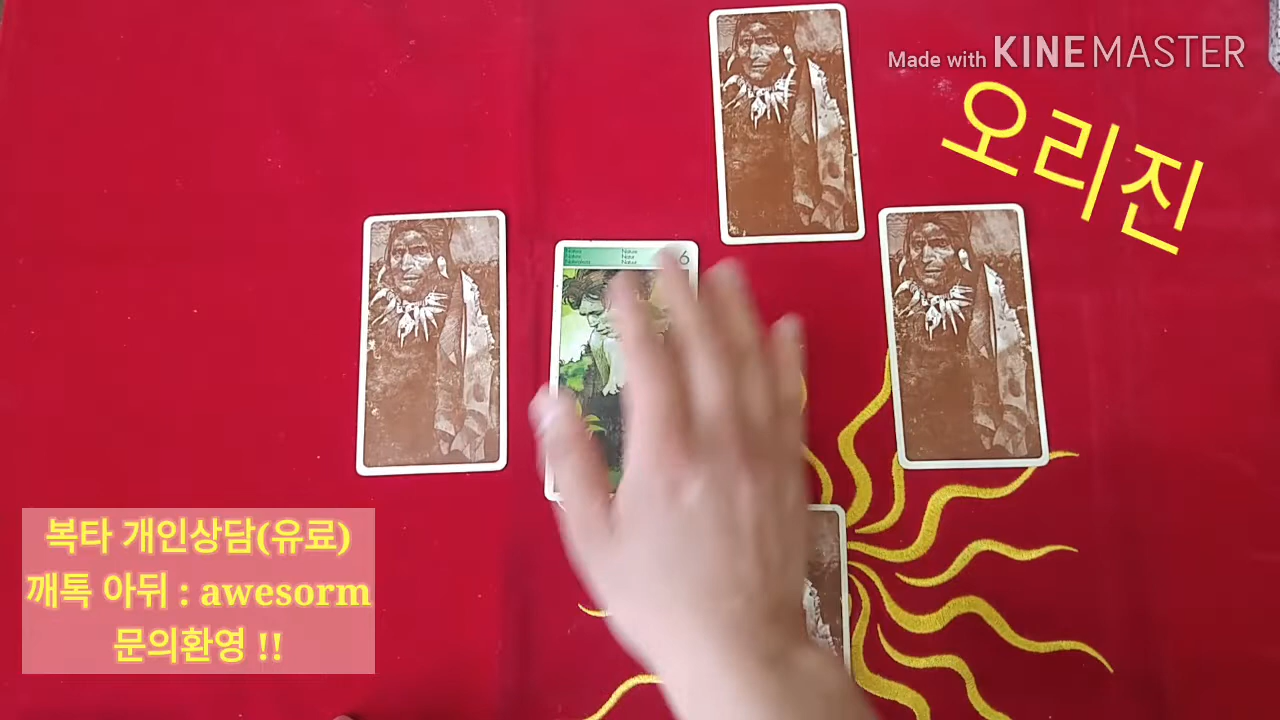 Made with KINEMASTER
오리진
6
복타 개인상담(유료)
깨톡 아뒤 : awesorm
문의환영 !!